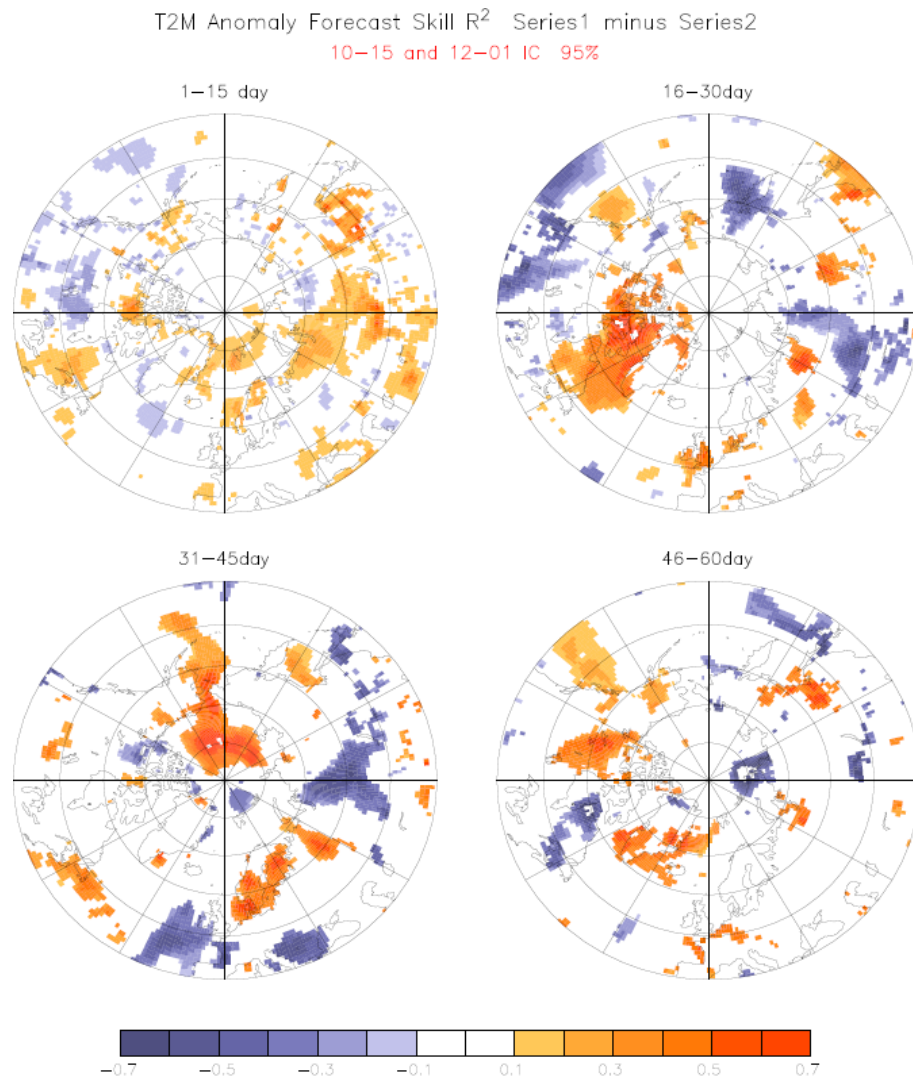 T2M Anomaly Forecast Skill R² Series1 minus Series2
10-15 and 12-01 IC 95%
1-15 day
16-30day
31-45day
46-60day
-0.7 -0.5 -0.3 -0.1 0.1 0.3 0.5 0.7